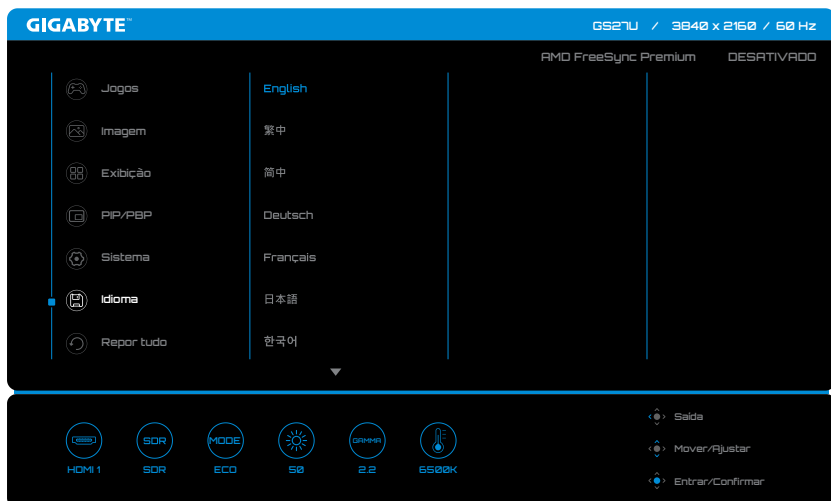 GIGABYTE™
GS27U / 3840 x 2160 / 60 Hz
AMD FreeSync Premium DESATIVADO
Jogos
English
Imagem
繁中
Exibição
简中
PIP/PBP
Deutsch
Sistema
Français
Idioma
日本語
Repor tudo
한국어
Saída
SDR
MODE
GAMMA
Mover/Ajustar
HDMI 1
SDR
ECO
50
2.2
6500K
Entrar/Confirmar